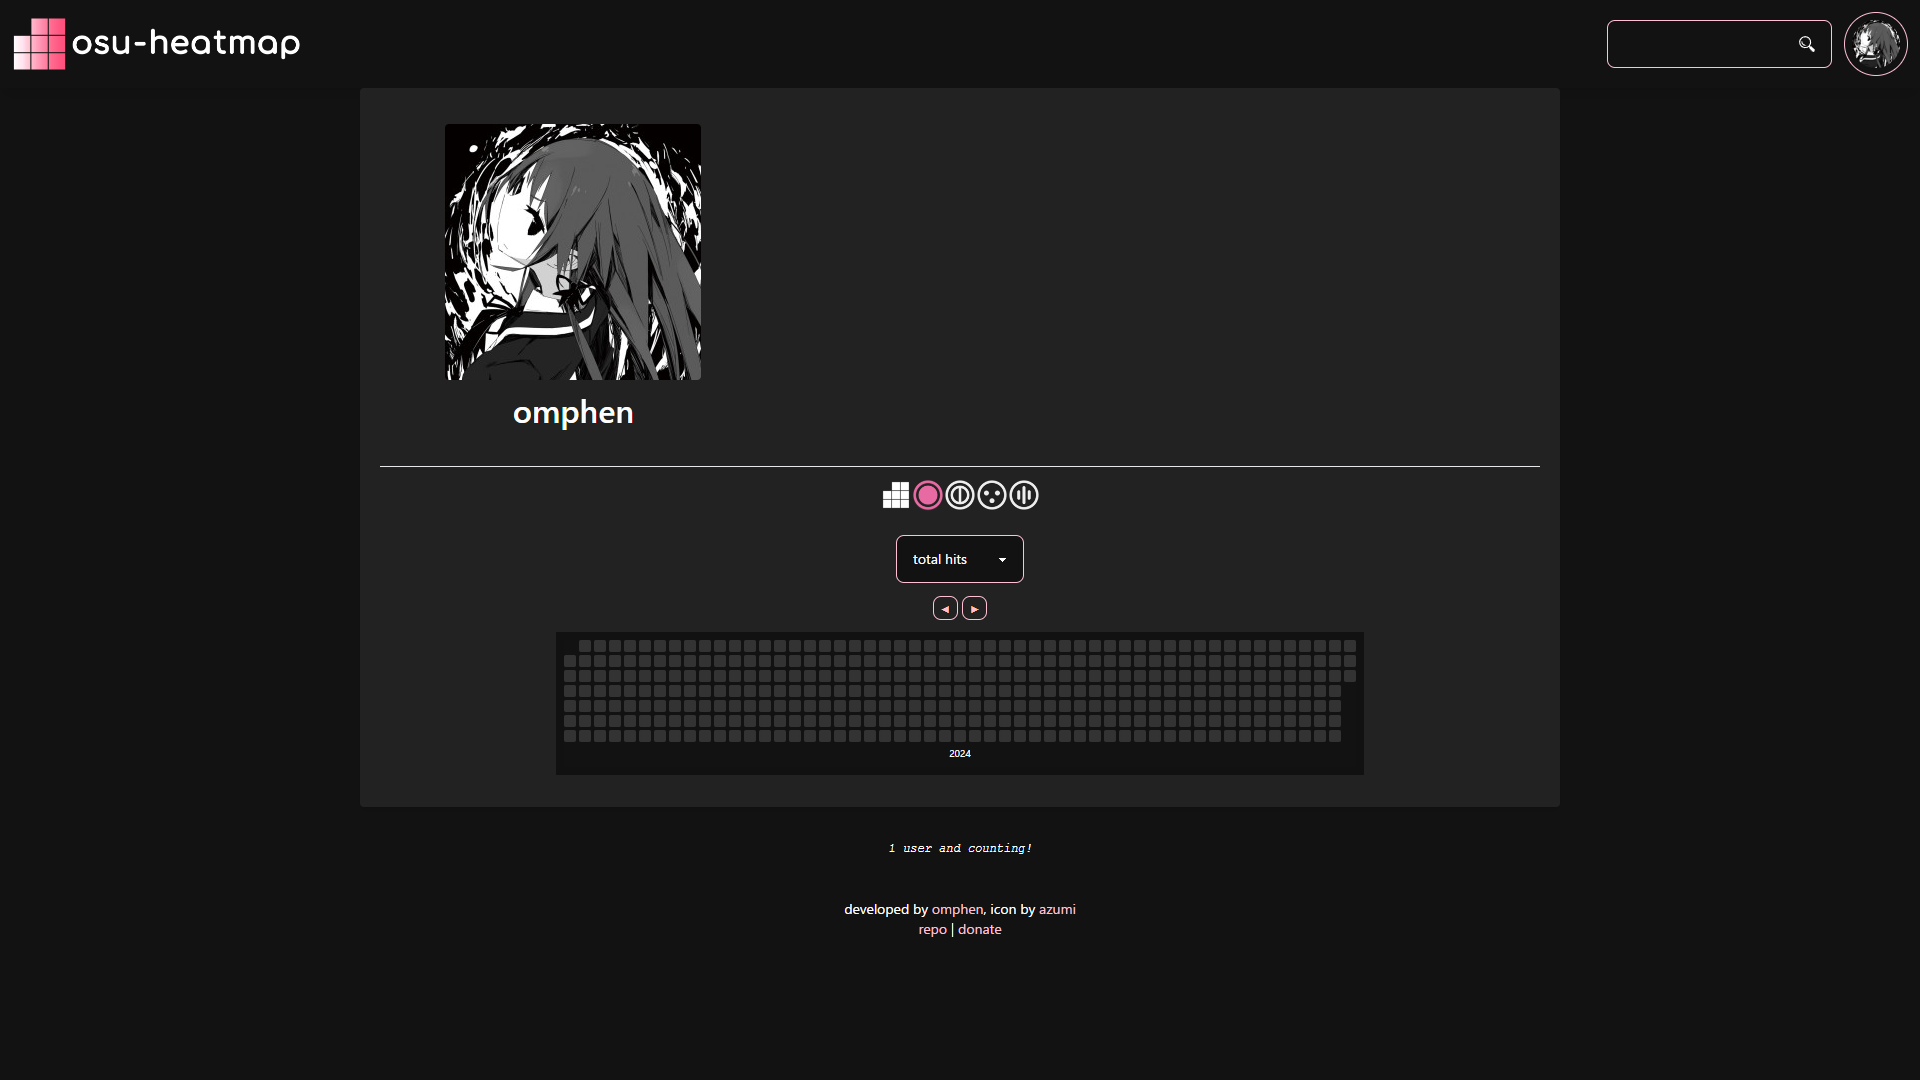 osu-heatmap
omphen
total hits
2024
1 user and counting!
developed by omphen, icon by azumi
repo | donate